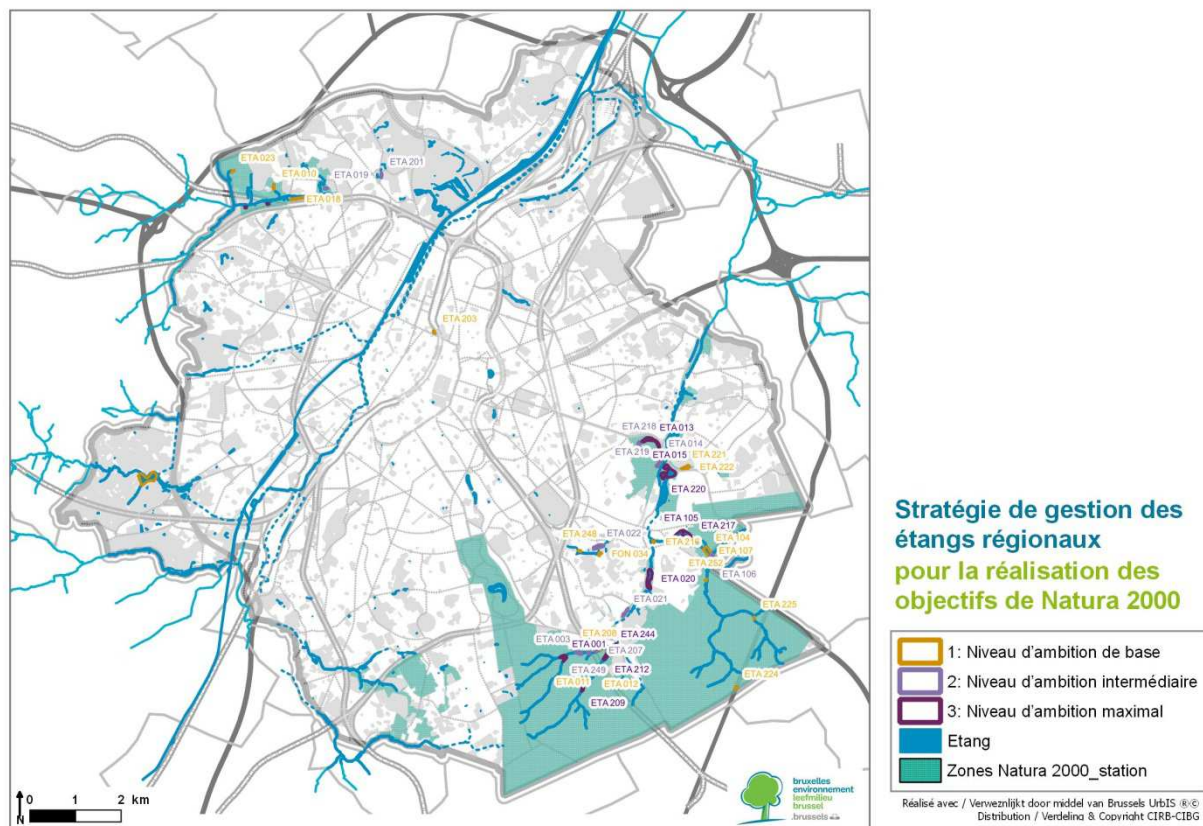 ETA 023
ETA 010
ETA 019
ETA 201
ETA 018
ETA 203
ETA 218
ETA 013
ETA 014
ETA 219
ETA 015
ETA 221
ETA 222
ETA 220
ETA 105
ETA 217
ETA 248
ETA 022
ETA 216
ETA 104
FON 034
ETA 107
ETA 252
ETA 020
ETA 106
ETA 021
ETA 225
ETA 208
ETA 244
ETA 003
ETA 001
ETA 207
ETA 249
ETA 212
ETA 011
ETA 012
ETA 224
ETA 209
N
0 1 2 km
bruxelles
environnement
leefmilieu
brussel
.brussels
Stratégie de gestion des
étangs régionaux
pour la réalisation des
objectifs de Natura 2000
1: Niveau d'ambition de base
2: Niveau d'ambition intermédiaire
3: Niveau d'ambition maximal
Etang
Zones Natura 2000_station
Réalisé avec / Verweznlijkt door middel van Brussels UrbIS ®©
Distribution / Verdeling & Copyright CIRB-CIBG